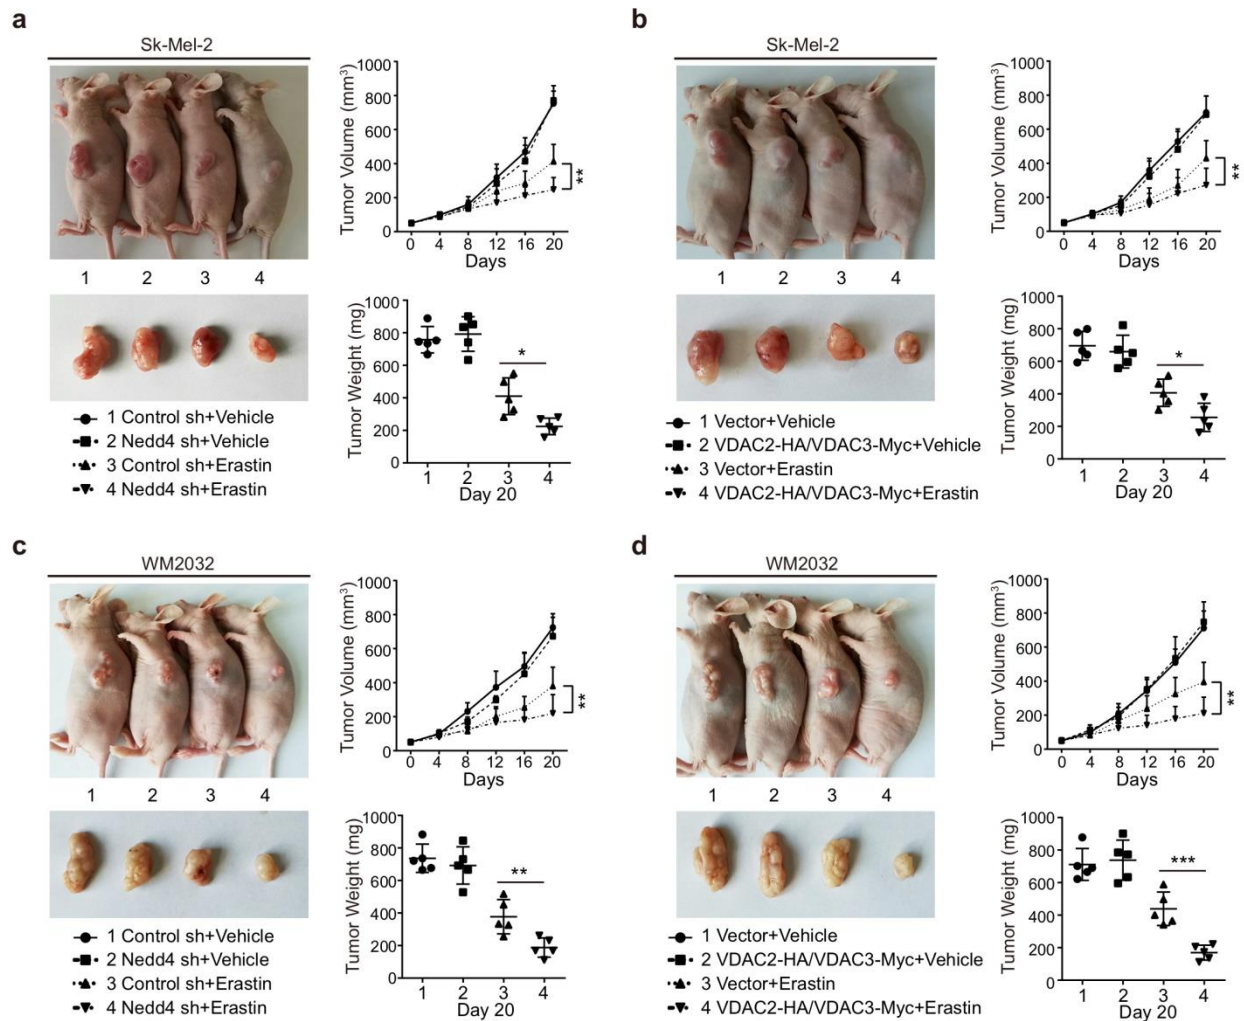 a
Sk-Mel-2
1 2 3 4
Tumor Volume (mm³)
1000
800
600
400
200
0
**
0 4 8 12 16 20
Days
Tumor Weight (mg)
1000
800
600
400
200
0
*
1 2 3 4
Day 20
1 Control sh+Vehicle
2 Nedd4 sh+Vehicle
3 Control sh+Erastin
4 Nedd4 sh+Erastin
b
Sk-Mel-2
1 2 3 4
Tumor Volume (mm³)
1000
800
600
400
200
0
**
0 4 8 12 16 20
Days
Tumor Weight (mg)
1000
800
600
400
200
0
*
1 2 3 4
Day 20
1 Vector+Vehicle
2 VDAC2-HA/VDAC3-Myc+Vehicle
3 Vector+Erastin
4 VDAC2-HA/VDAC3-Myc+Erastin
c
WM2032
1 2 3 4
Tumor Volume (mm³)
1000
800
600
400
200
0
**
0 4 8 12 16 20
Days
Tumor Weight (mg)
1000
800
600
400
200
0
**
1 2 3 4
Day 20
1 Control sh+Vehicle
2 Nedd4 sh+Vehicle
3 Control sh+Erastin
4 Nedd4 sh+Erastin
d
WM2032
1 2 3 4
Tumor Volume (mm³)
1000
800
600
400
200
0
**
0 4 8 12 16 20
Days
Tumor Weight (mg)
1000
800
600
400
200
0
***
1 2 3 4
Day 20
1 Vector+Vehicle
2 VDAC2-HA/VDAC3-Myc+Vehicle
3 Vector+Erastin
4 VDAC2-HA/VDAC3-Myc+Erastin